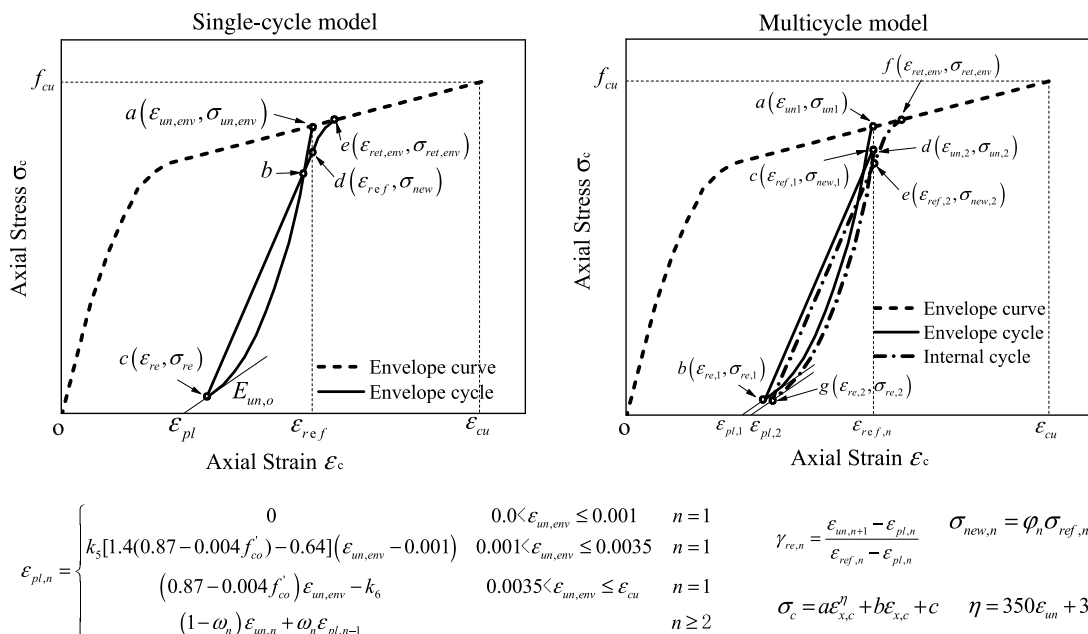 Single-cycle model
f_cu
a(ε_un,env, σ_un,env)
e(ε_ret,env, σ_ret,env)
b
d(ε_ref, σ_new)
Axial Stress σ_c
c(ε_re, σ_re)
E_un,o
Envelope curve
Envelope cycle
o
ε_pl
ε_ref
ε_cu
Axial Strain ε_c
Multicycle model
f_cu
f(ε_ret,env, σ_ret,env)
a(ε_un1, σ_un1)
d(ε_un,2, σ_un,2)
c(ε_ref,1, σ_new,1)
e(ε_ref,2, σ_new,2)
Axial Stress σ_c
Envelope curve
Envelope cycle
Internal cycle
b(ε_re,1, σ_re,1)
g(ε_re,2, σ_re,2)
o
ε_pl,1
ε_pl,2
ε_ref,n
ε_cu
Axial Strain ε_c
ε_pl,n = {
0 0.0<ε_un,env ≤ 0.001 n = 1
k_5[1.4(0.87−0.004f'_co)−0.64](ε_un,env−0.001) 0.001<ε_un,env ≤ 0.0035 n = 1
(0.87−0.004f'_co)ε_un,env − k_6 0.0035<ε_un,env ≤ ε_cu n = 1
(1−ω_n)ε_un,n + ω_n ε_pl,n−1 n ≥ 2
γ_re,n = (ε_un,n+1 − ε_pl,n)/(ε_ref,n − ε_pl,n) σ_new,n = φ_n σ_ref,n
σ_c = aε^η_x,c + bε_x,c + c η = 350ε_un + 3